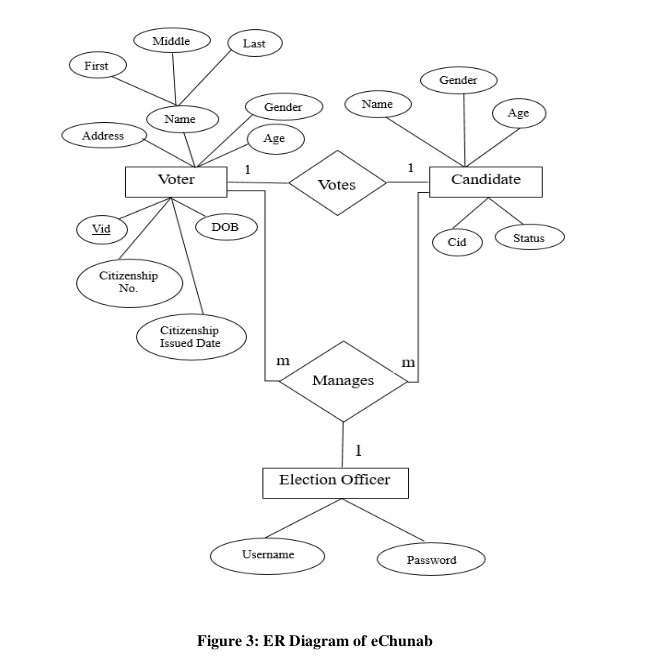 Middle
Last
First
Gender
Name
Gender
Name
Age
Address
Age
Voter
1
Votes
1
Candidate
Vid
DOB
Cid
Status
Citizenship
No.
Citizenship
Issued Date
m
m
Manages
1
Election Officer
Username
Password
Figure 3: ER Diagram of eChunab